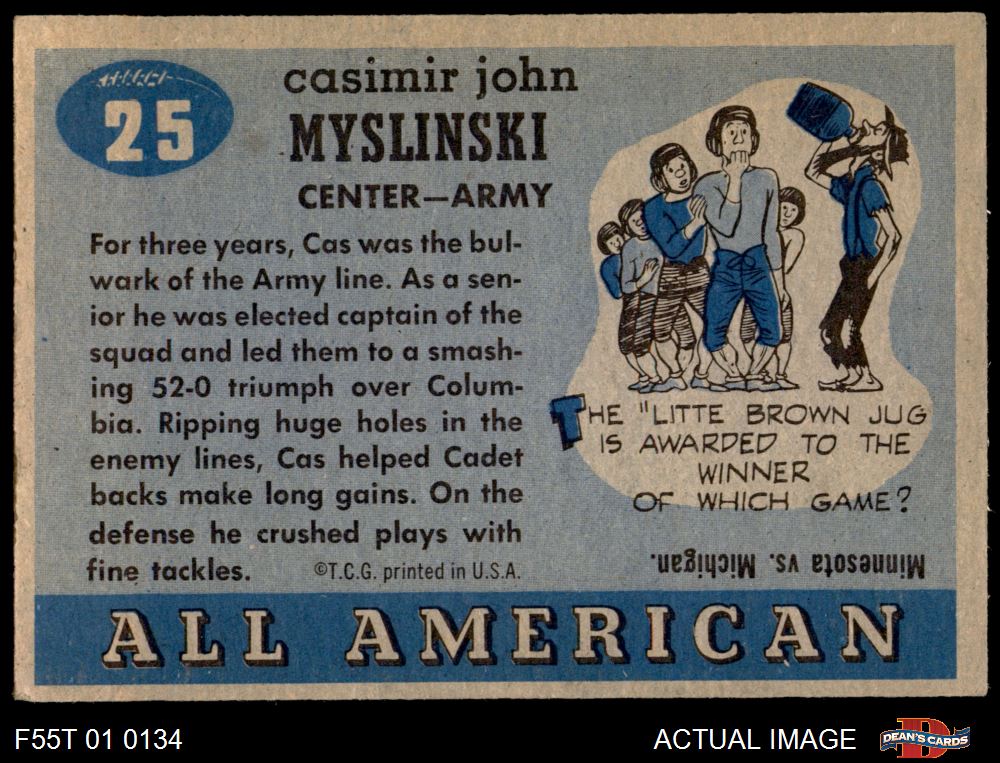 25
casimir john
MYSLINSKI
CENTER—ARMY
For three years, Cas was the bul-
wark of the Army line. As a sen-
ior he was elected captain of the
squad and led them to a smash-
ing 52-0 triumph over Colum-
bia. Ripping huge holes in the
enemy lines, Cas helped Cadet
backs make long gains. On the
defense he crushed plays with
fine tackles.
©T.C.G. printed in U.S.A.
THE "LITTE BROWN JUG
IS AWARDED TO THE
WINNER
OF WHICH GAME?
Minnesota vs. Michigan.
ALL AMERICAN
F55T 01 0134
ACTUAL IMAGE
D
DEAN'S CARDS